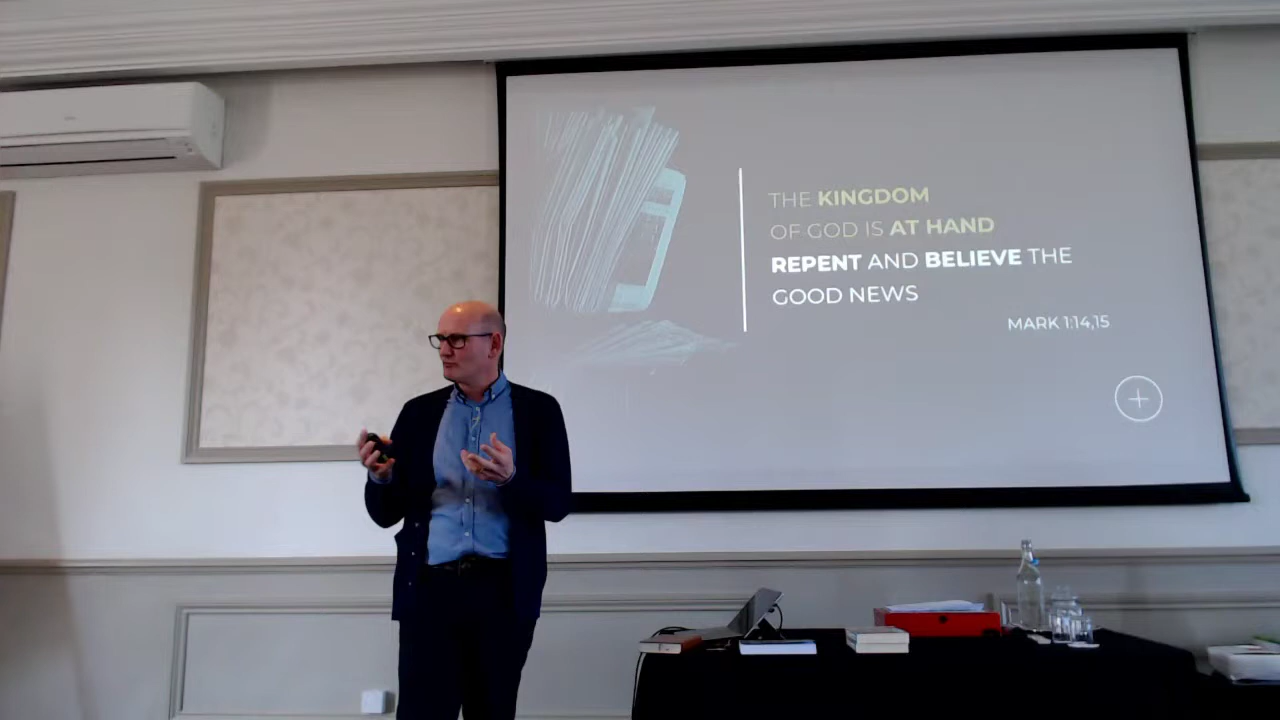 THE KINGDOM
OF GOD IS AT HAND
REPENT AND BELIEVE THE
GOOD NEWS
MARK 1:14,15